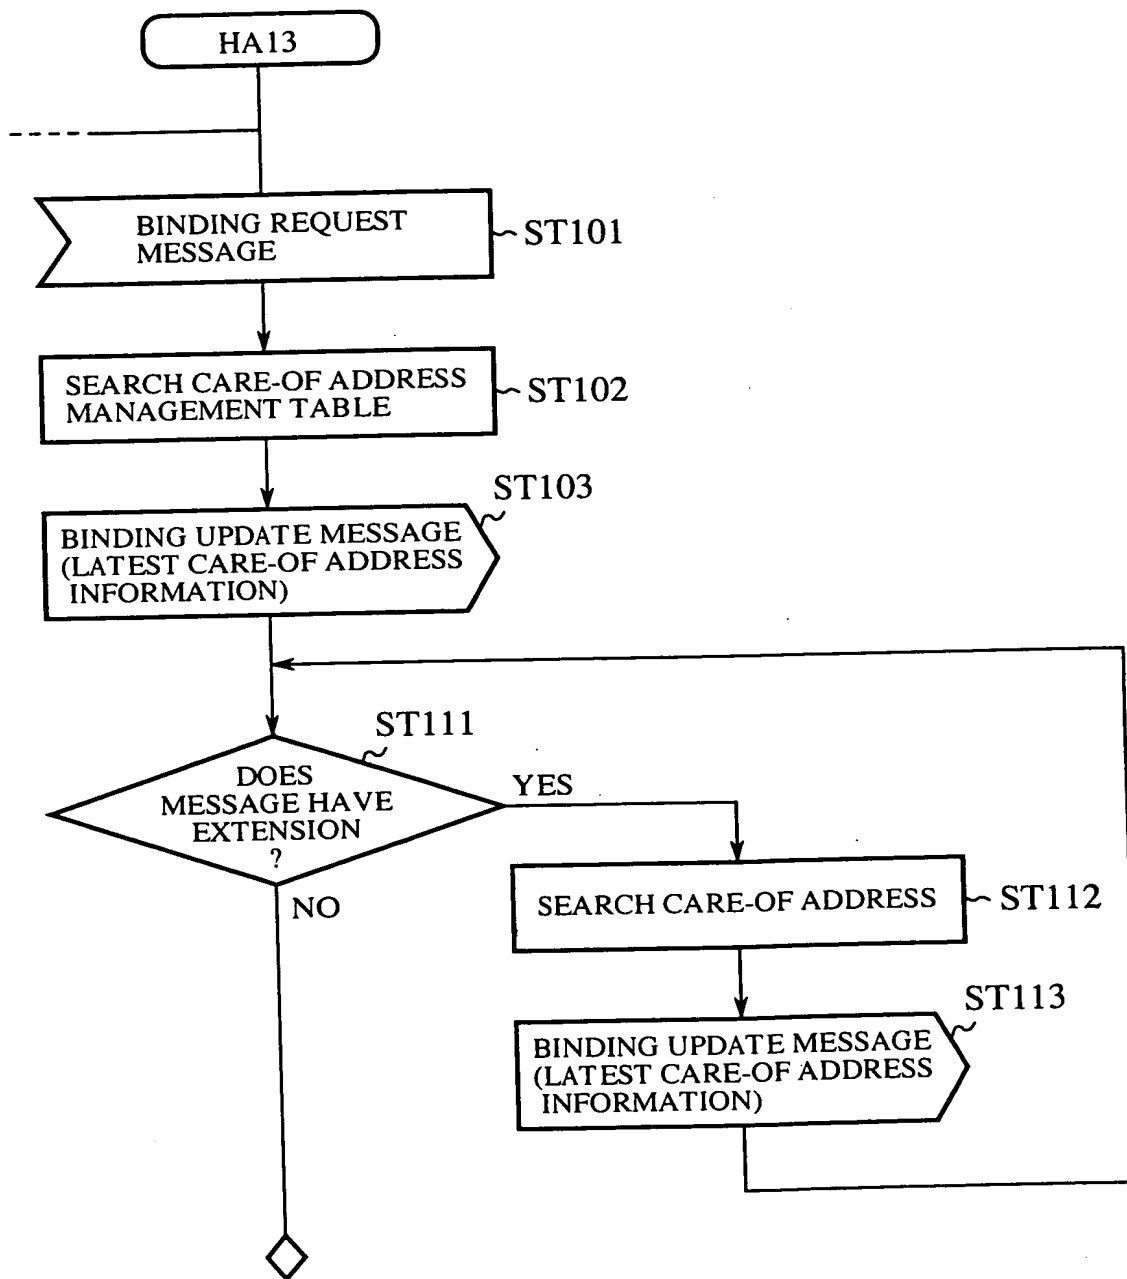 HA13
BINDING REQUEST
MESSAGE
ST101
SEARCH CARE-OF ADDRESS
MANAGEMENT TABLE
ST102
ST103
BINDING UPDATE MESSAGE
(LATEST CARE-OF ADDRESS
INFORMATION)
ST111
DOES
MESSAGE HAVE
EXTENSION
?
YES
NO
SEARCH CARE-OF ADDRESS
ST112
ST113
BINDING UPDATE MESSAGE
(LATEST CARE-OF ADDRESS
INFORMATION)